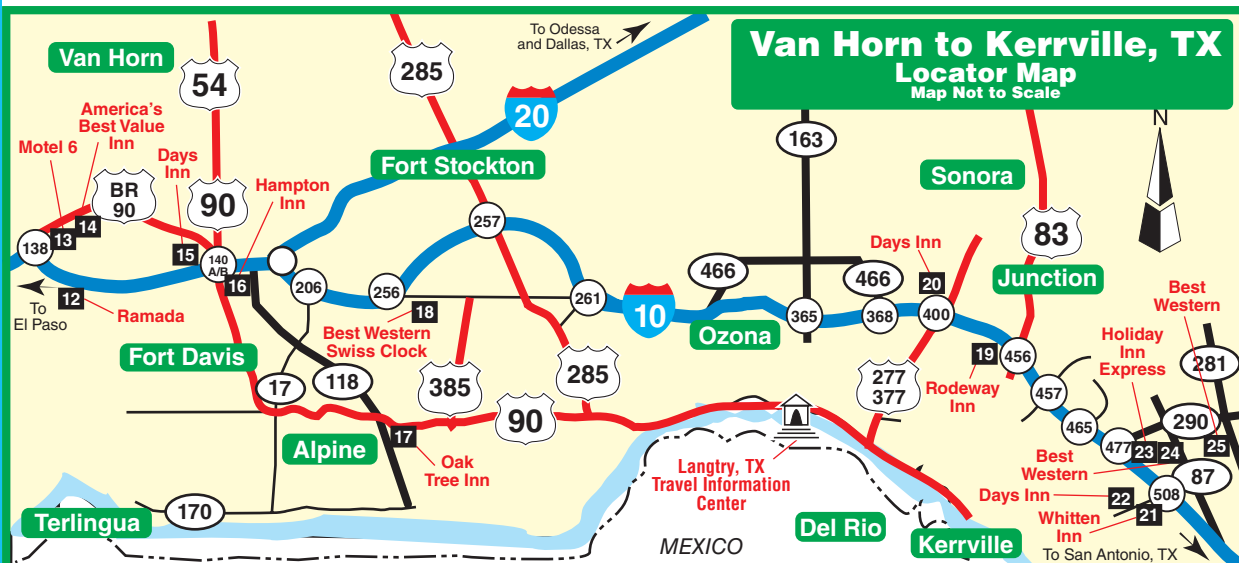 Van Horn to Kerrville, TX
Locator Map
Map Not to Scale
To Odessa
and Dallas, TX
Van Horn
54
285
20
163
N
America's
Best Value
Inn
Motel 6
Days
Inn
BR
90
90
Hampton
Inn
Fort Stockton
Sonora
83
14
13
138
15
140
A/B
16
257
Days Inn
20
466
466
Junction
12
Ramada
To
El Paso
206
256
18
261
10
Ozona
365
368
400
Best
Western
Best Western
Swiss Clock
Fort Davis
17
118
385
285
277
377
19
Rodeway
Inn
456
457
Holiday
Inn
Express
281
90
Alpine
17
Oak
Tree Inn
465
477
290
23
24
25
Best
Western
87
Langtry, TX
Travel Information
Center
Days Inn
22
508
21
Whitten
Inn
Terlingua
170
MEXICO
Del Rio
Kerrville
To San Antonio, TX